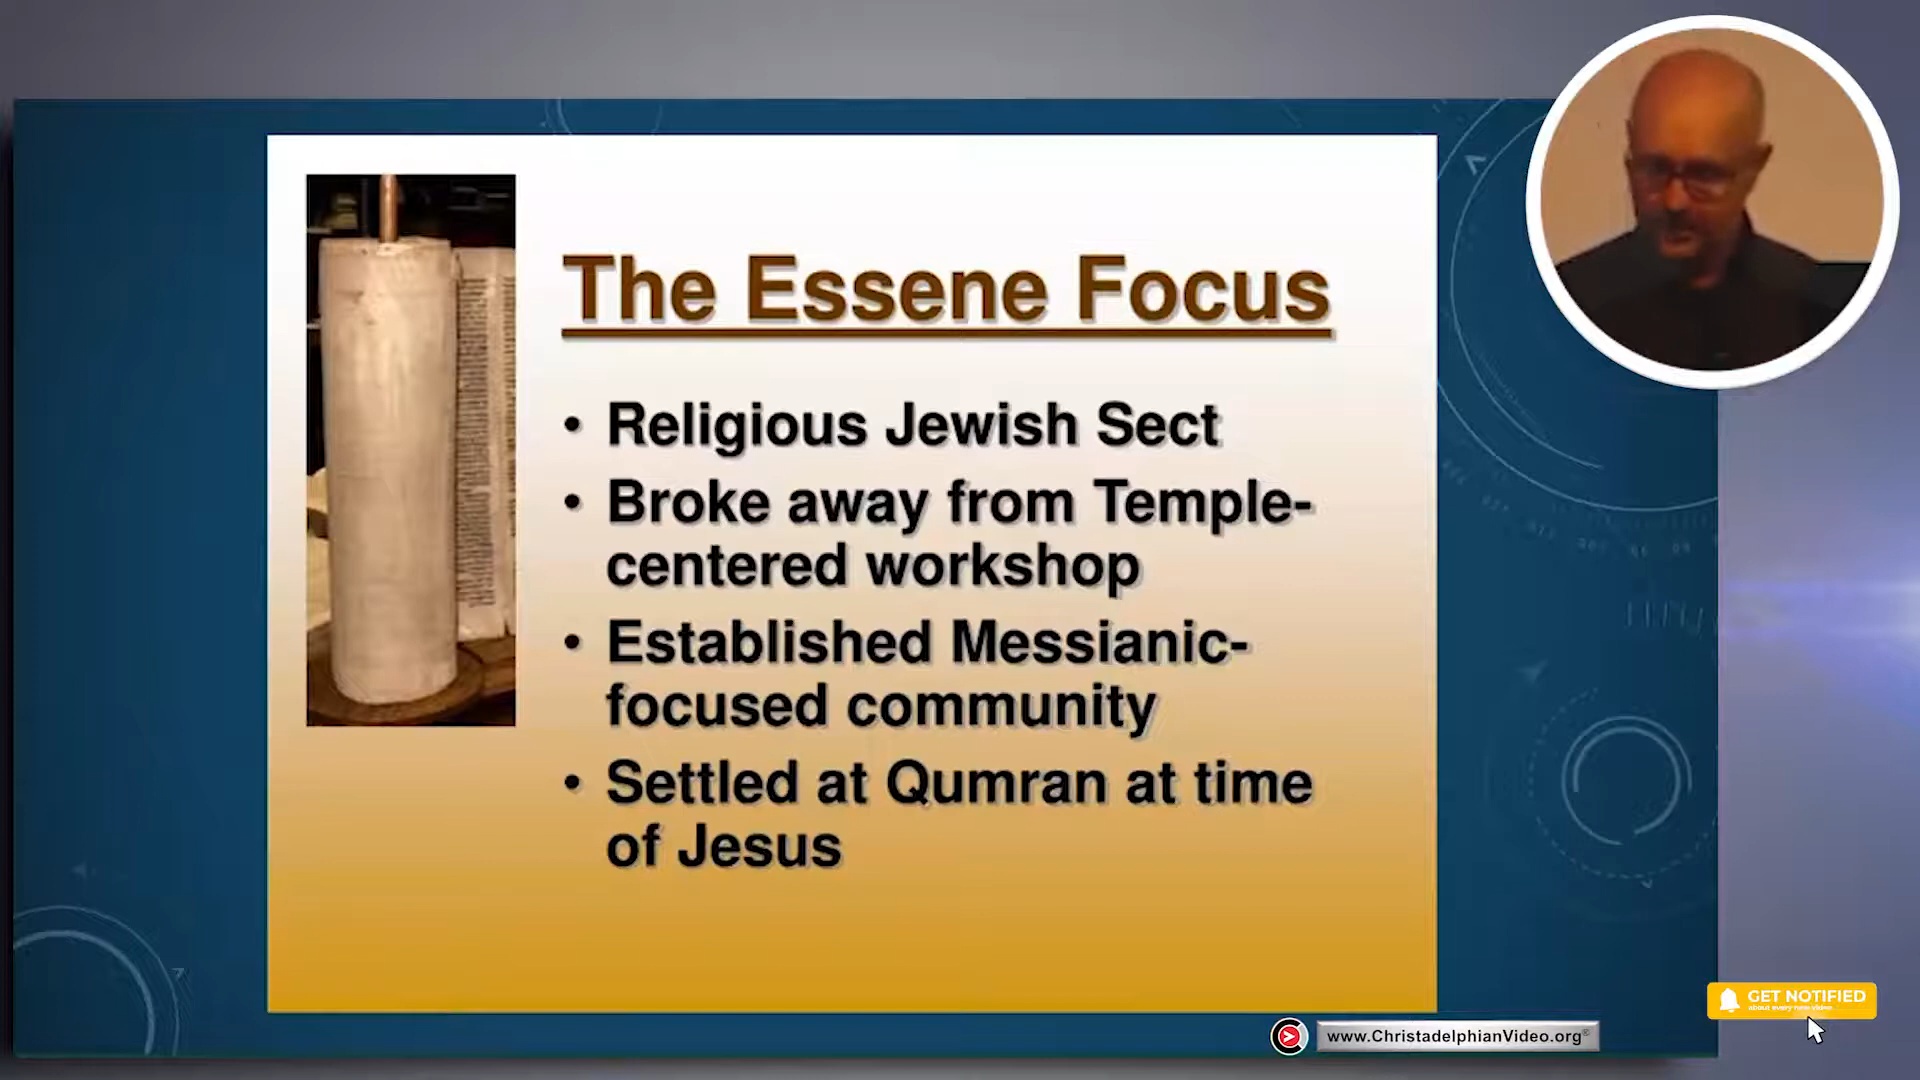 The Essene Focus
• Religious Jewish Sect
• Broke away from Temple-
centered workshop
• Established Messianic-
focused community
• Settled at Qumran at time
of Jesus
GET NOTIFIED
about every new video
www.ChristadelphianVideo.org®